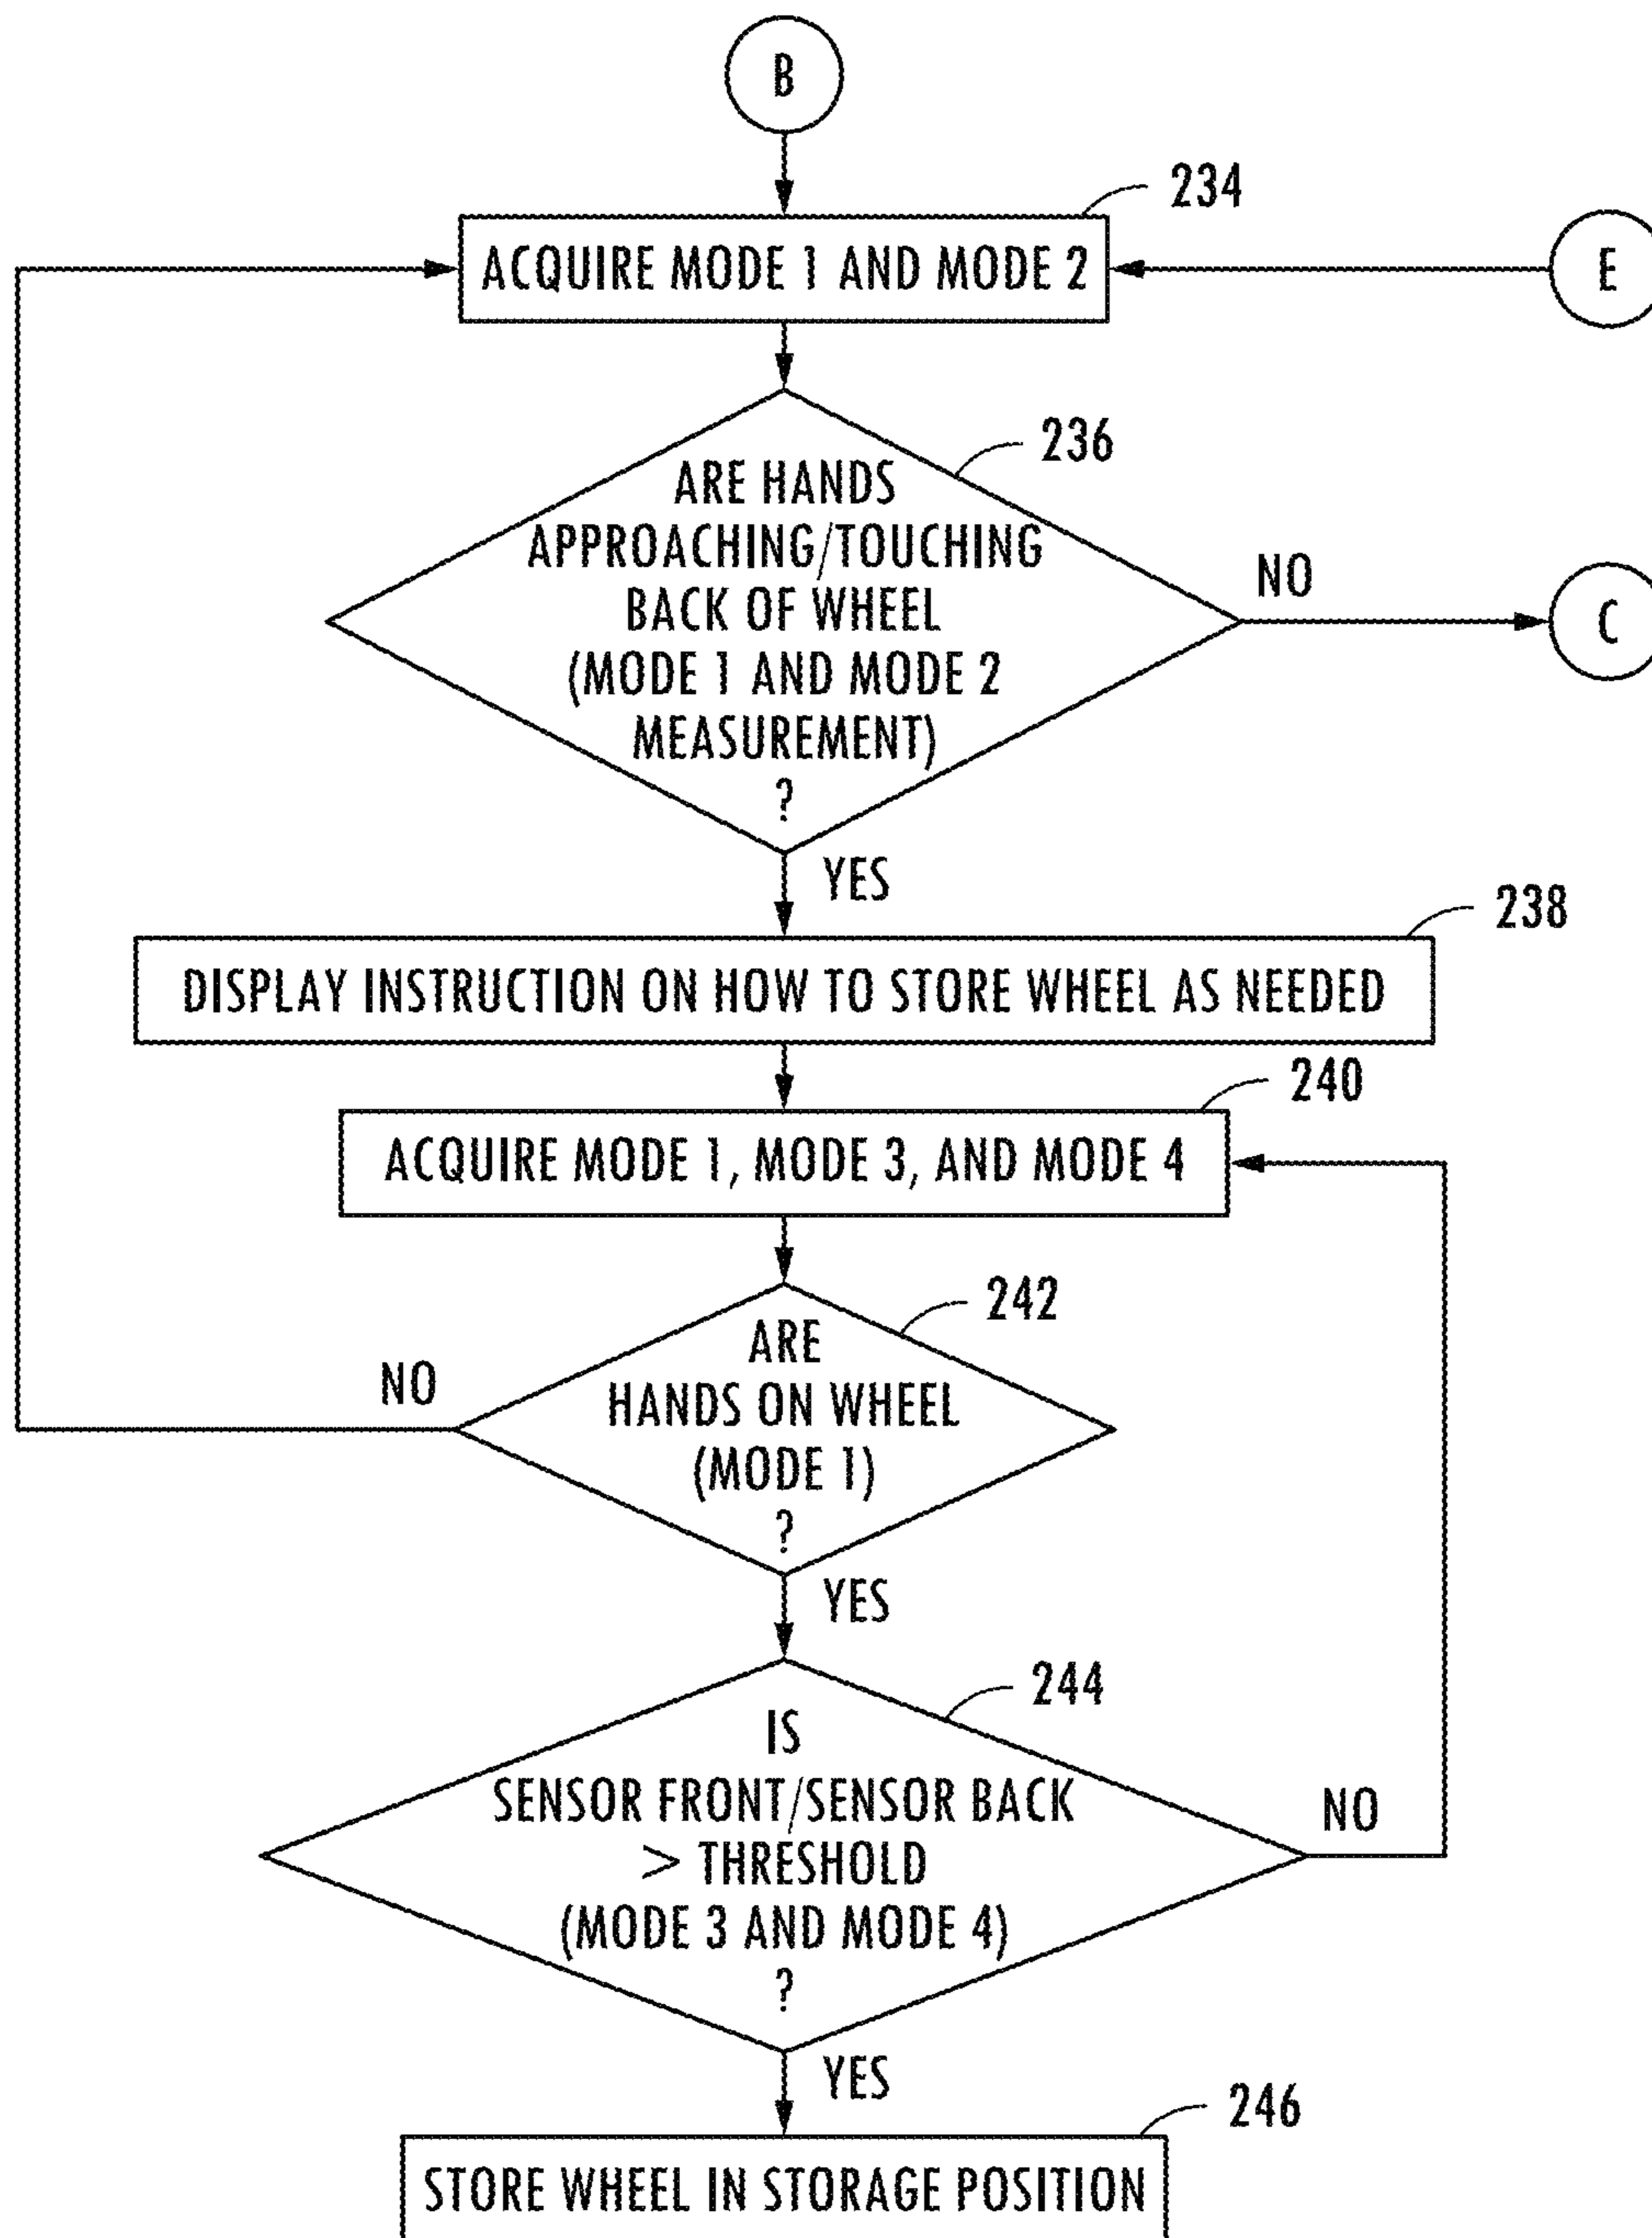 B
234
ACQUIRE MODE 1 AND MODE 2
E
236
ARE HANDS
APPROACHING/TOUCHING
BACK OF WHEEL
(MODE 1 AND MODE 2
MEASUREMENT)
?
NO
C
YES
238
DISPLAY INSTRUCTION ON HOW TO STORE WHEEL AS NEEDED
240
ACQUIRE MODE 1, MODE 3, AND MODE 4
242
ARE
HANDS ON WHEEL
(MODE 1)
?
NO
YES
244
IS
SENSOR FRONT/SENSOR BACK
> THRESHOLD
(MODE 3 AND MODE 4)
?
NO
YES
246
STORE WHEEL IN STORAGE POSITION